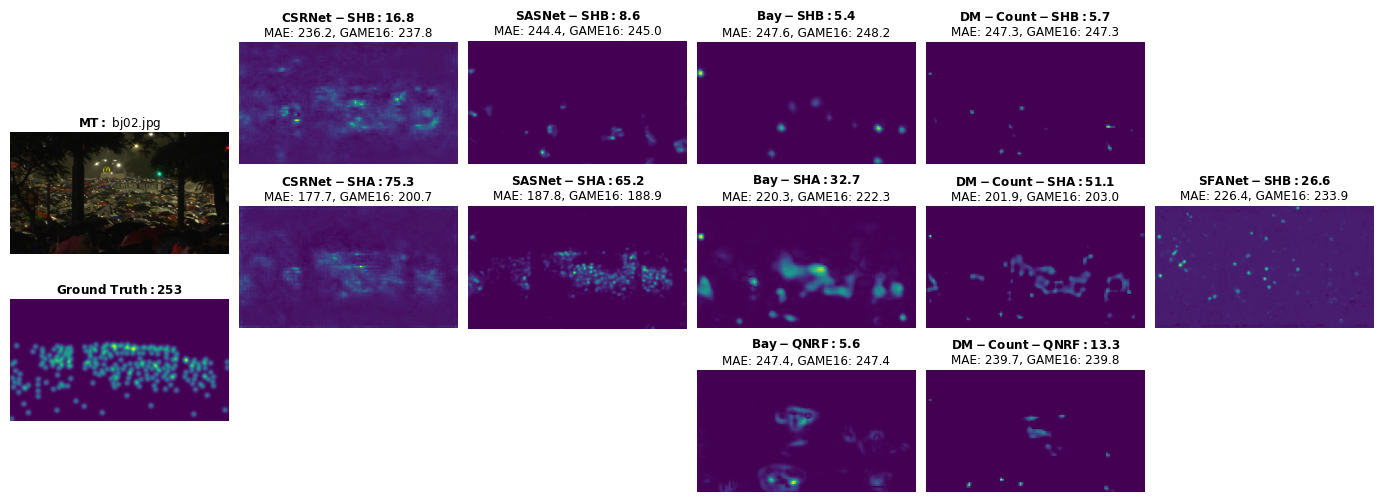 CSRNet − SHB : 16.8
MAE: 236.2, GAME16: 237.8
SASNet − SHB : 8.6
MAE: 244.4, GAME16: 245.0
Bay − SHB : 5.4
MAE: 247.6, GAME16: 248.2
DM − Count − SHB : 5.7
MAE: 247.3, GAME16: 247.3
MT : bj02.jpg
CSRNet − SHA : 75.3
MAE: 177.7, GAME16: 200.7
SASNet − SHA : 65.2
MAE: 187.8, GAME16: 188.9
Bay − SHA : 32.7
MAE: 220.3, GAME16: 222.3
DM − Count − SHA : 51.1
MAE: 201.9, GAME16: 203.0
SFANet − SHB : 26.6
MAE: 226.4, GAME16: 233.9
Ground Truth : 253
Bay − QNRF : 5.6
MAE: 247.4, GAME16: 247.4
DM − Count − QNRF : 13.3
MAE: 239.7, GAME16: 239.8